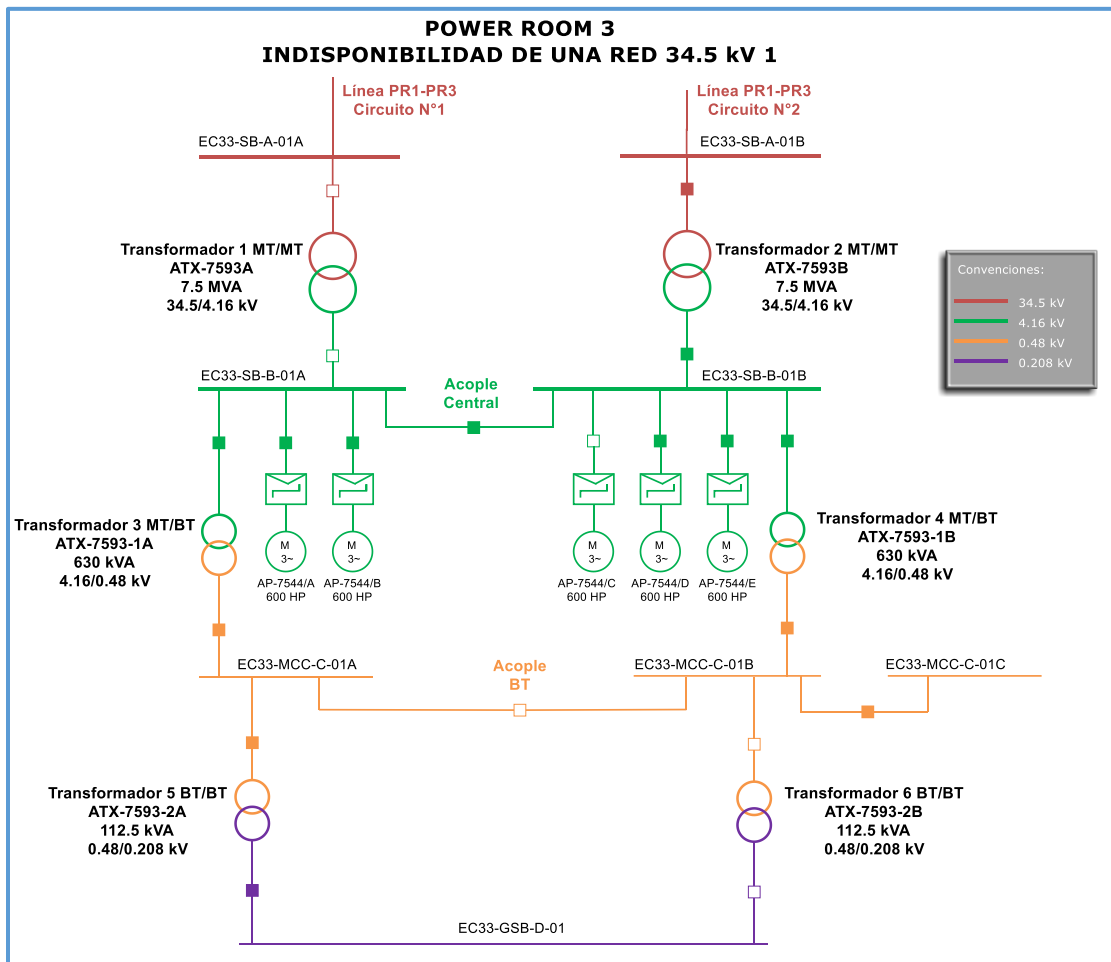 POWER ROOM 3
INDISPONIBILIDAD DE UNA RED 34.5 kV 1
Línea PR1-PR3
Circuito N°1
Línea PR1-PR3
Circuito N°2
EC33-SB-A-01A
EC33-SB-A-01B
Transformador 1 MT/MT
ATX-7593A
7.5 MVA
34.5/4.16 kV
Transformador 2 MT/MT
ATX-7593B
7.5 MVA
34.5/4.16 kV
Convenciones:
34.5 kV
4.16 kV
0.48 kV
0.208 kV
EC33-SB-B-01A
Acople
Central
EC33-SB-B-01B
Transformador 3 MT/BT
ATX-7593-1A
630 kVA
4.16/0.48 kV
M
3~
AP-7544/A
600 HP
M
3~
AP-7544/B
600 HP
M
3~
AP-7544/C
600 HP
M
3~
AP-7544/D
600 HP
M
3~
AP-7544/E
600 HP
Transformador 4 MT/BT
ATX-7593-1B
630 kVA
4.16/0.48 kV
EC33-MCC-C-01A
Acople
BT
EC33-MCC-C-01B
EC33-MCC-C-01C
Transformador 5 BT/BT
ATX-7593-2A
112.5 kVA
0.48/0.208 kV
Transformador 6 BT/BT
ATX-7593-2B
112.5 kVA
0.48/0.208 kV
EC33-GSB-D-01